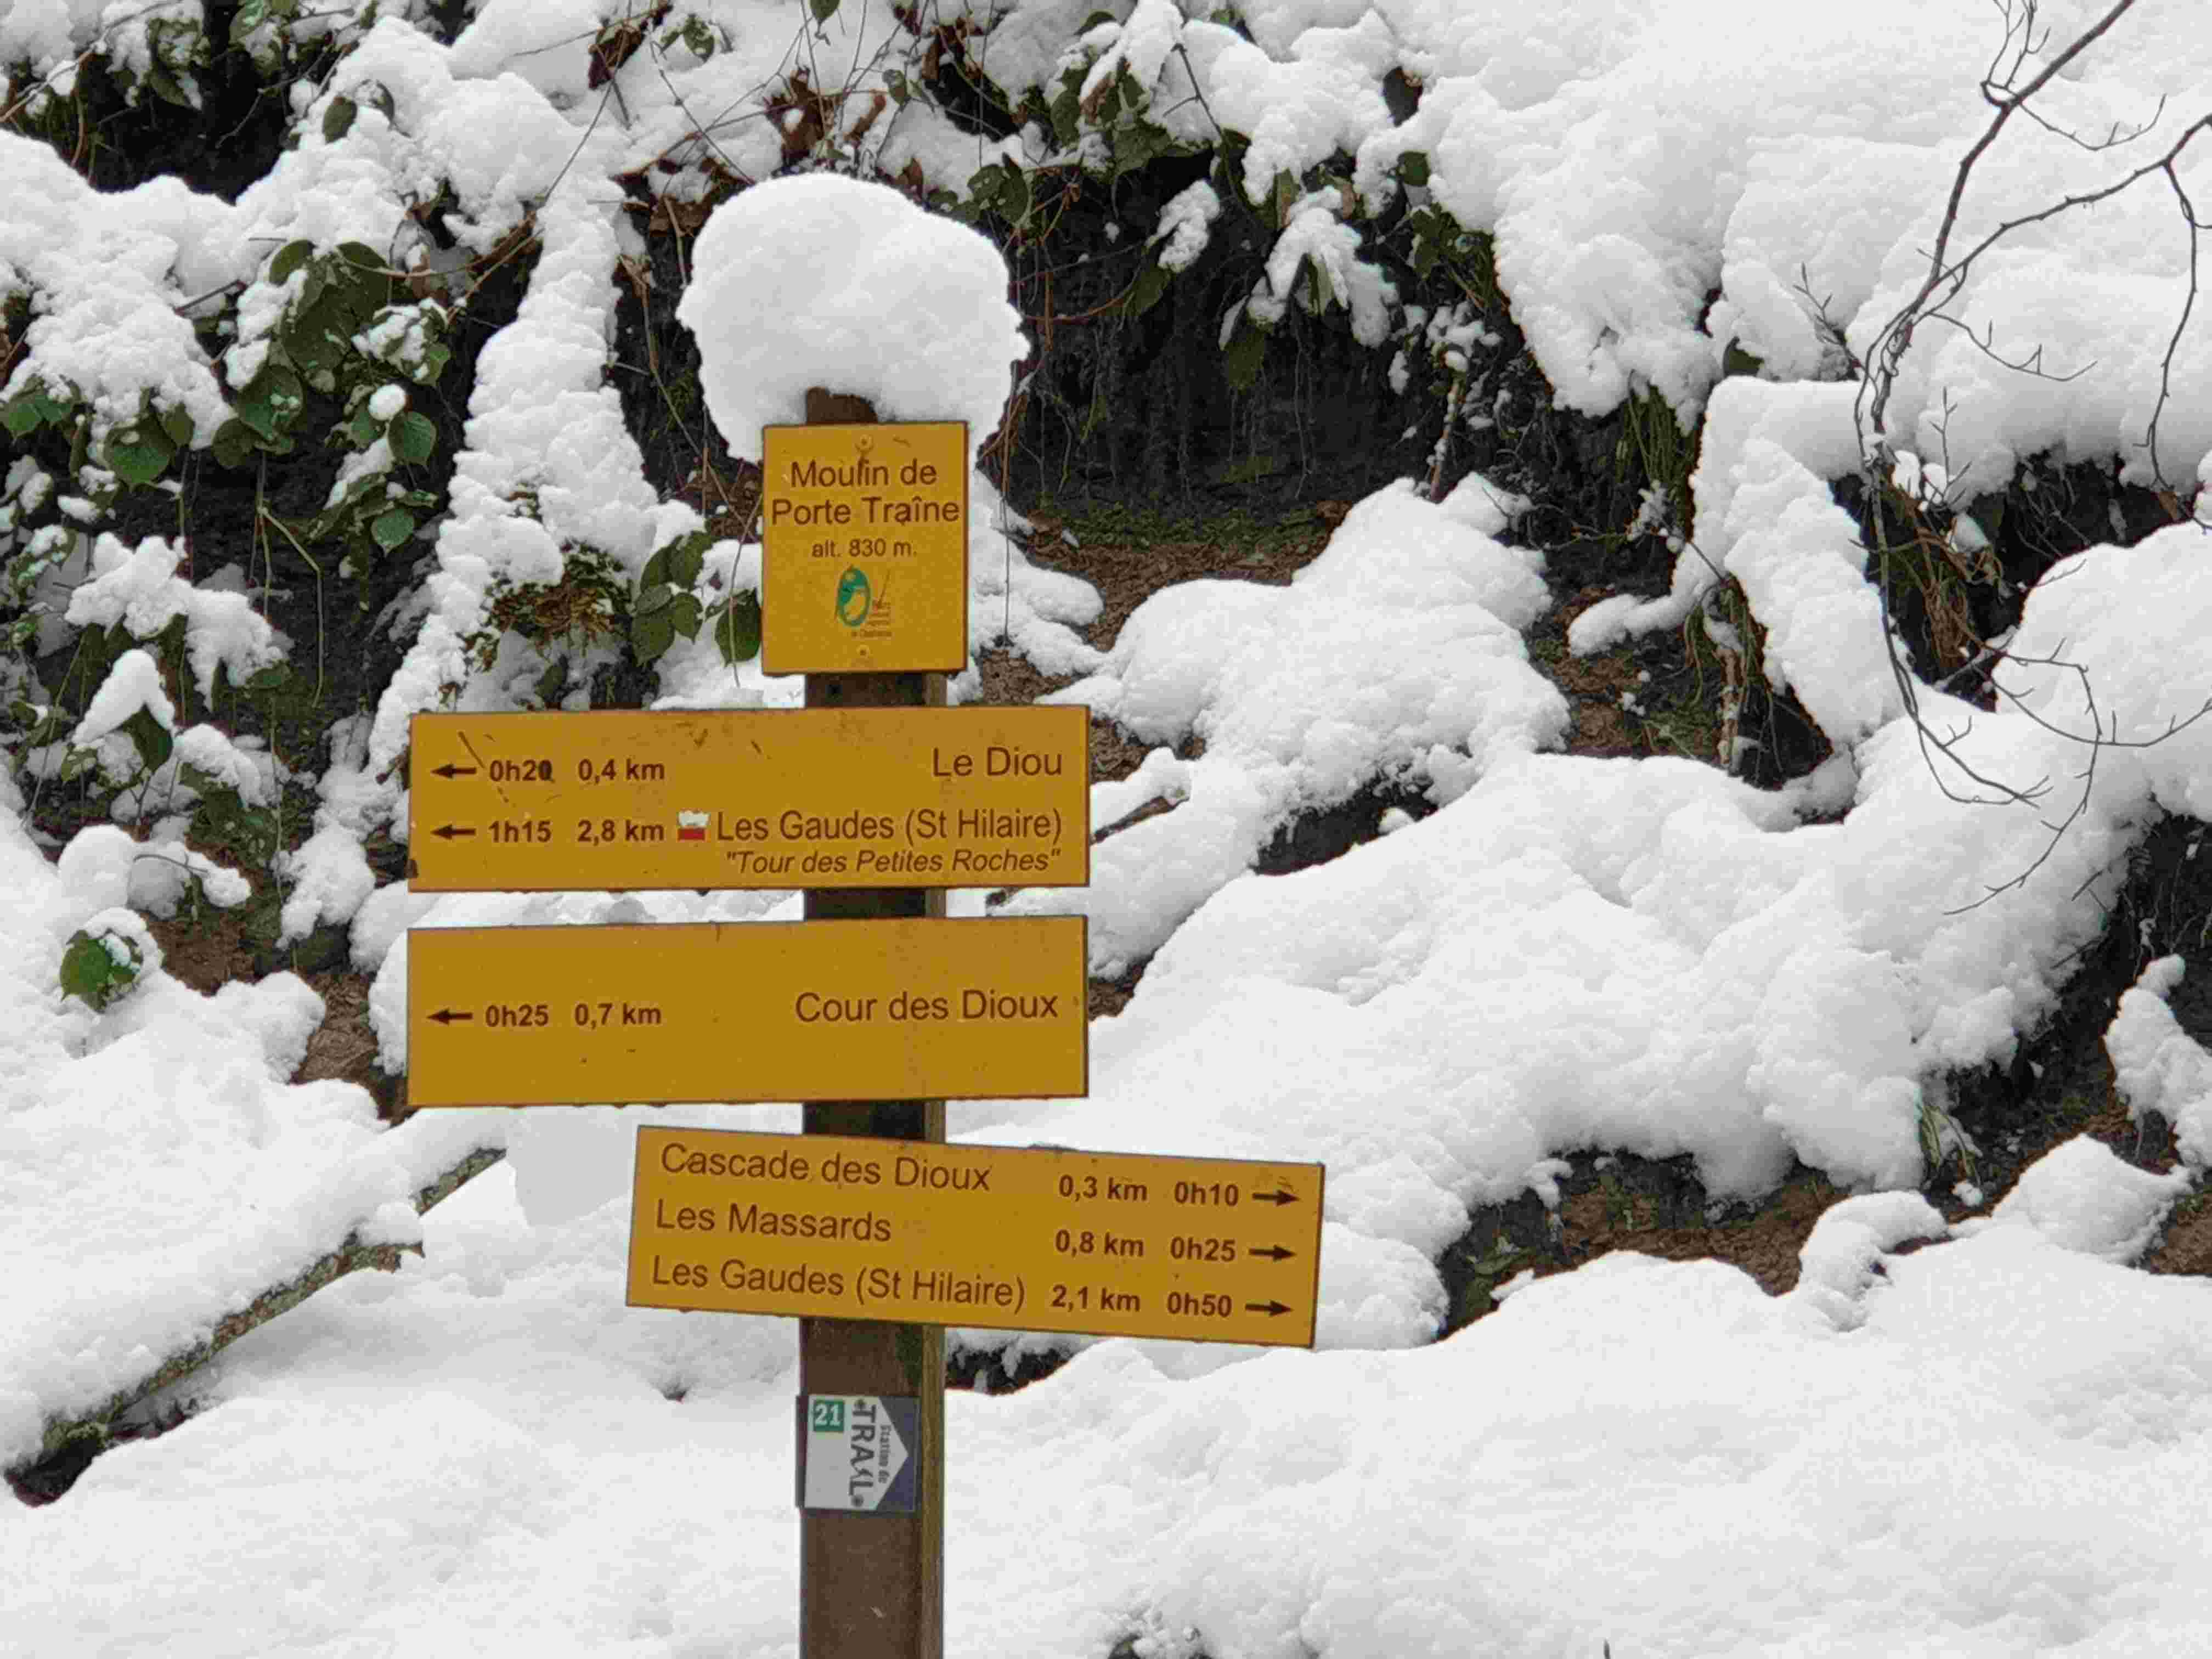 Moulin de
Porte Traîne
alt. 830 m.
0h20 0,4 km Le Diou
1h15 2,8 km Les Gaudes (St Hilaire)
"Tour des Petites Roches"
0h25 0,7 km Cour des Dioux
Cascade des Dioux 0,3 km 0h10
Les Massards 0,8 km 0h25
Les Gaudes (St Hilaire) 2,1 km 0h50
21
Station de
TRAIL